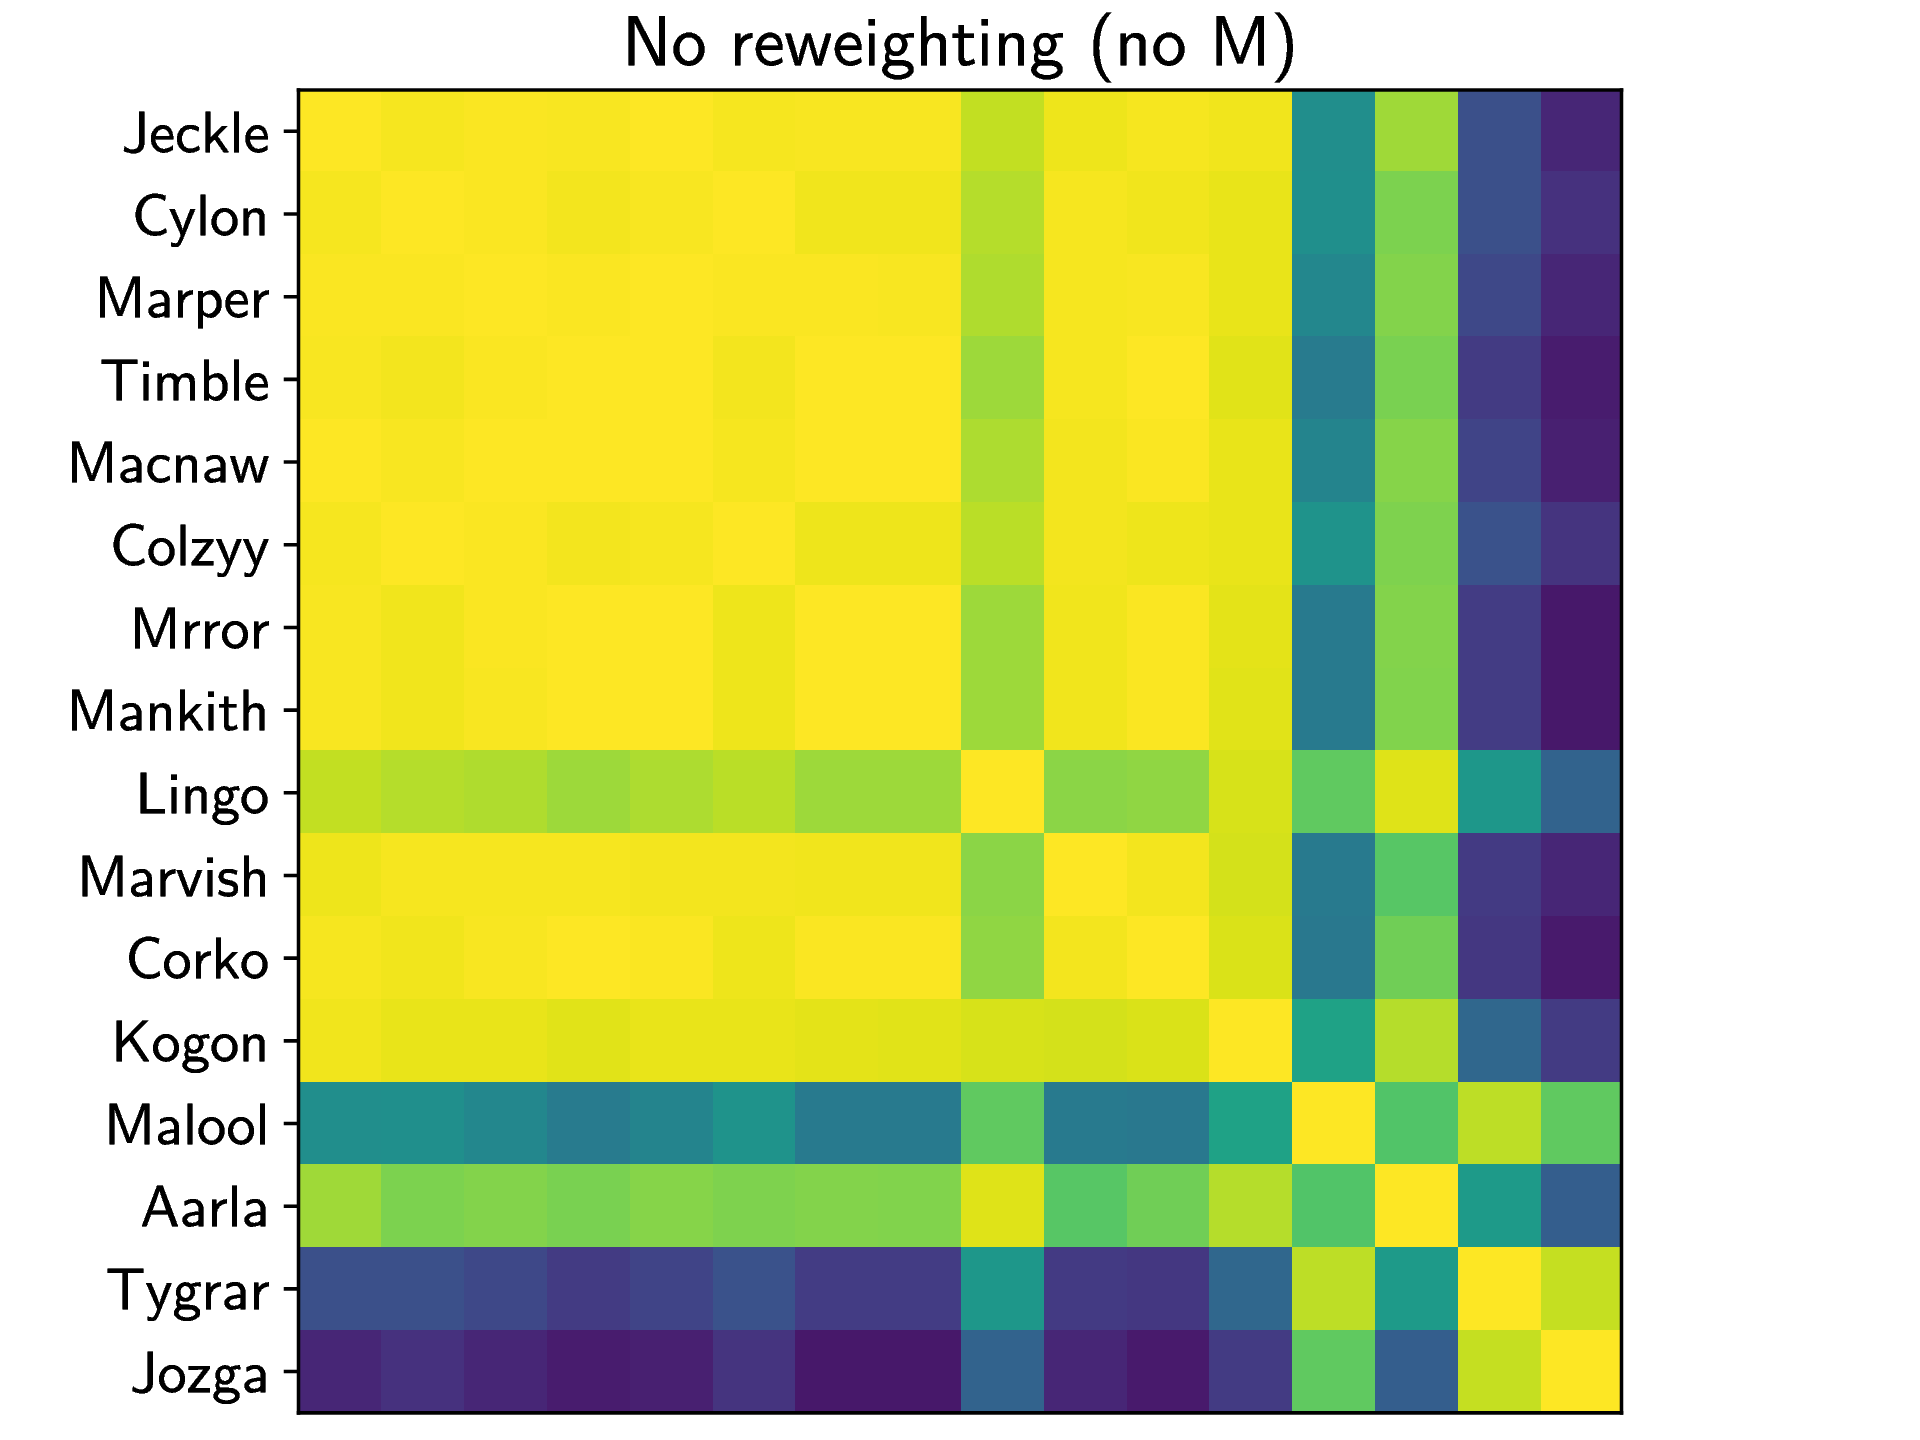 No reweighting (no M)
Jeckle
Cylon
Marper
Timble
Macnaw
Colzyy
Mrror
Mankith
Lingo
Marvish
Corko
Kogon
Malool
Aarla
Tygrar
Jozga